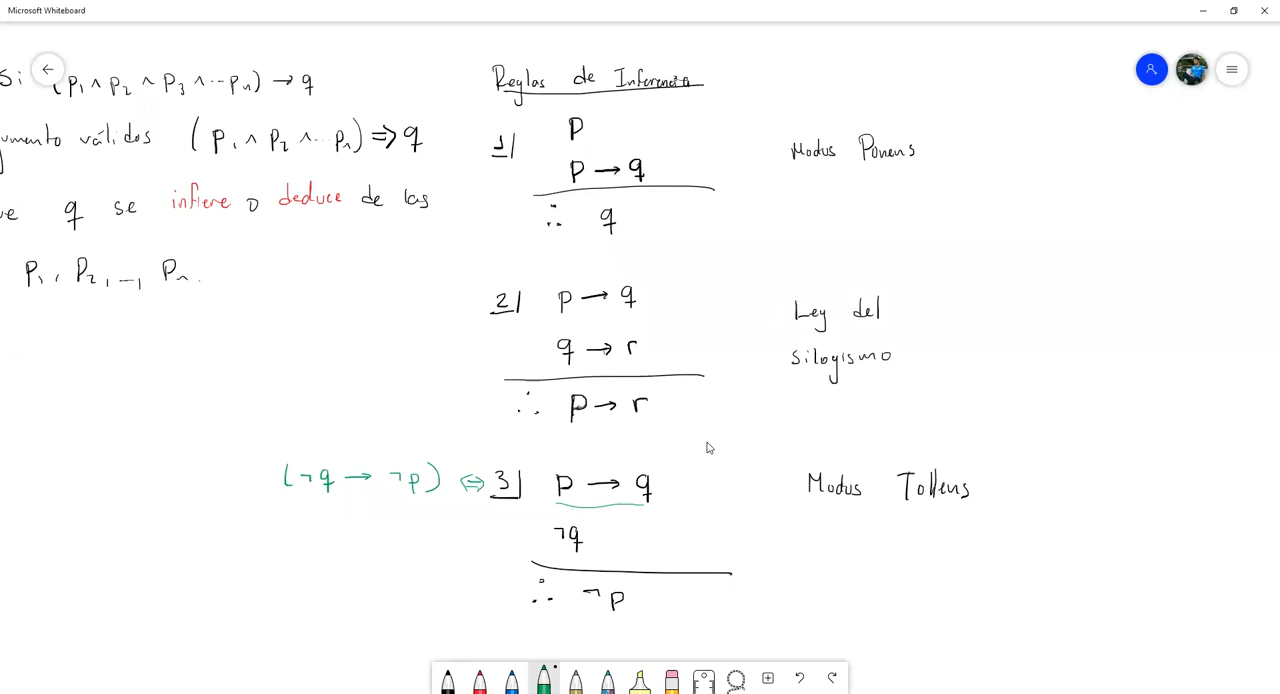 Microsoft Whiteboard
Si (p₁ ∧ p₂ ∧ p₃ ∧ ... pₙ) → q
válidos (p₁ ∧ p₂ ∧ ... pₙ) ⇒ q
q se infiere o deduce de las
p₁, p₂, ..., pₙ.
Reglas de Inferencia
1) p
p → q Modus Ponens
∴ q
2) p → q Ley del
q → r silogismo
∴ p → r
(¬q → ¬p) ⇔ 3) p → q Modus Tollens
¬q
∴ ¬p